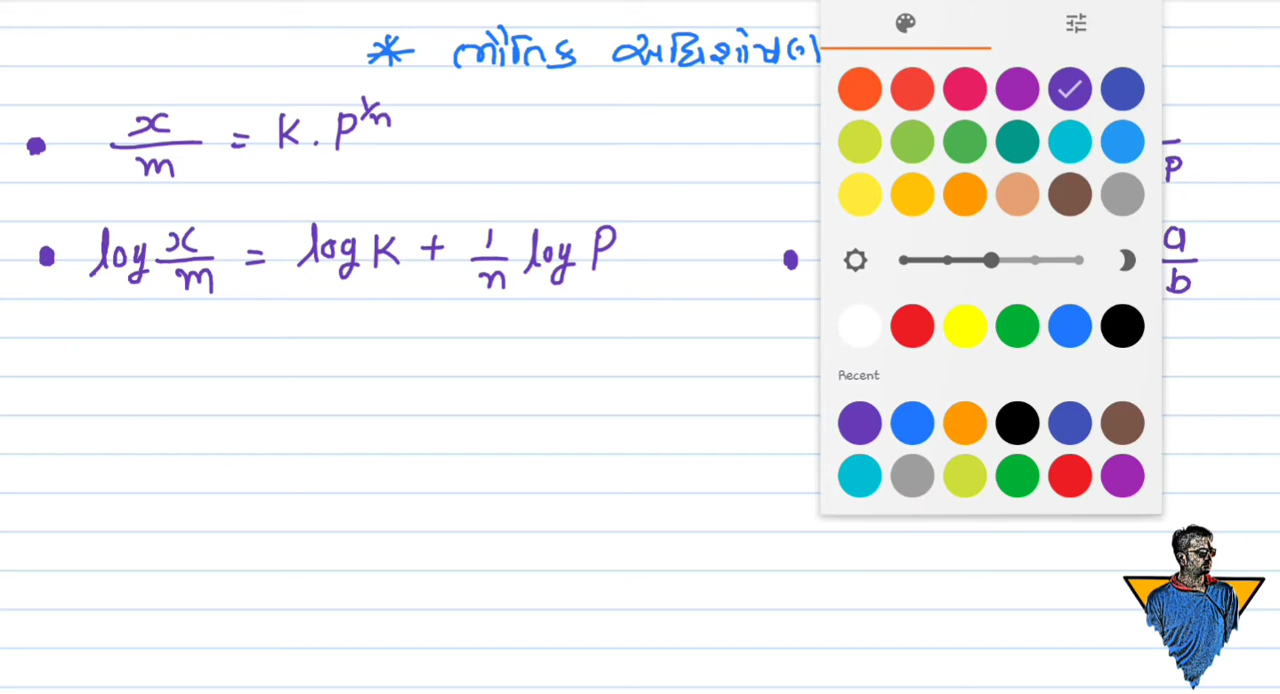 * ભૌતિક અધિશોષણ
x/m = K . P^1/n
p
log x/m = log K + 1/n log P
a/b
Recent